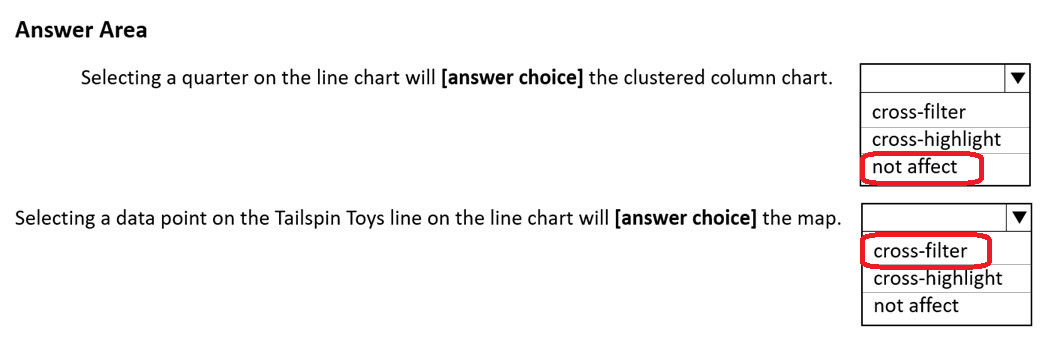 Answer Area
Selecting a quarter on the line chart will [answer choice] the clustered column chart.
cross-filter
cross-highlight
not affect
Selecting a data point on the Tailspin Toys line on the line chart will [answer choice] the map.
cross-filter
cross-highlight
not affect